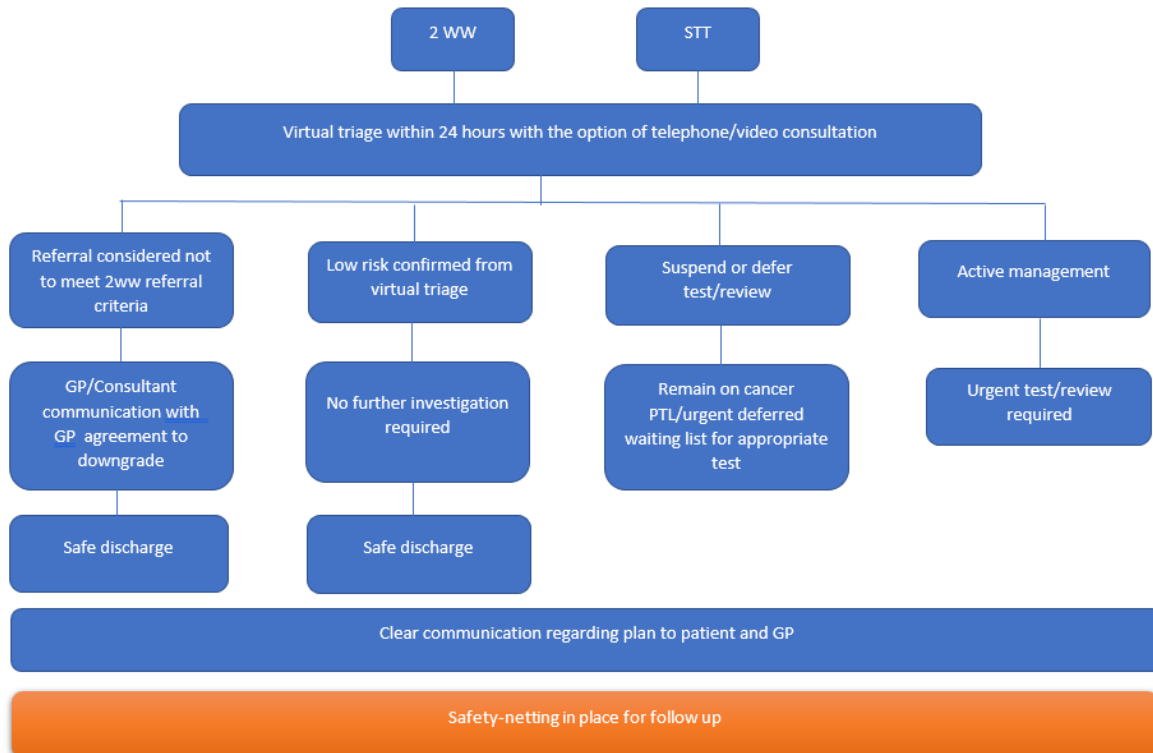 2 WW
STT
Virtual triage within 24 hours with the option of telephone/video consultation
Referral considered not
to meet 2ww referral
criteria
Low risk confirmed from
virtual triage
Suspend or defer
test/review
Active management
GP/Consultant
communication with
GP agreement to
downgrade
No further investigation
required
Remain on cancer
PTL/urgent deferred
waiting list for appropriate
test
Urgent test/review
required
Safe discharge
Safe discharge
Clear communication regarding plan to patient and GP
Safety-netting in place for follow up